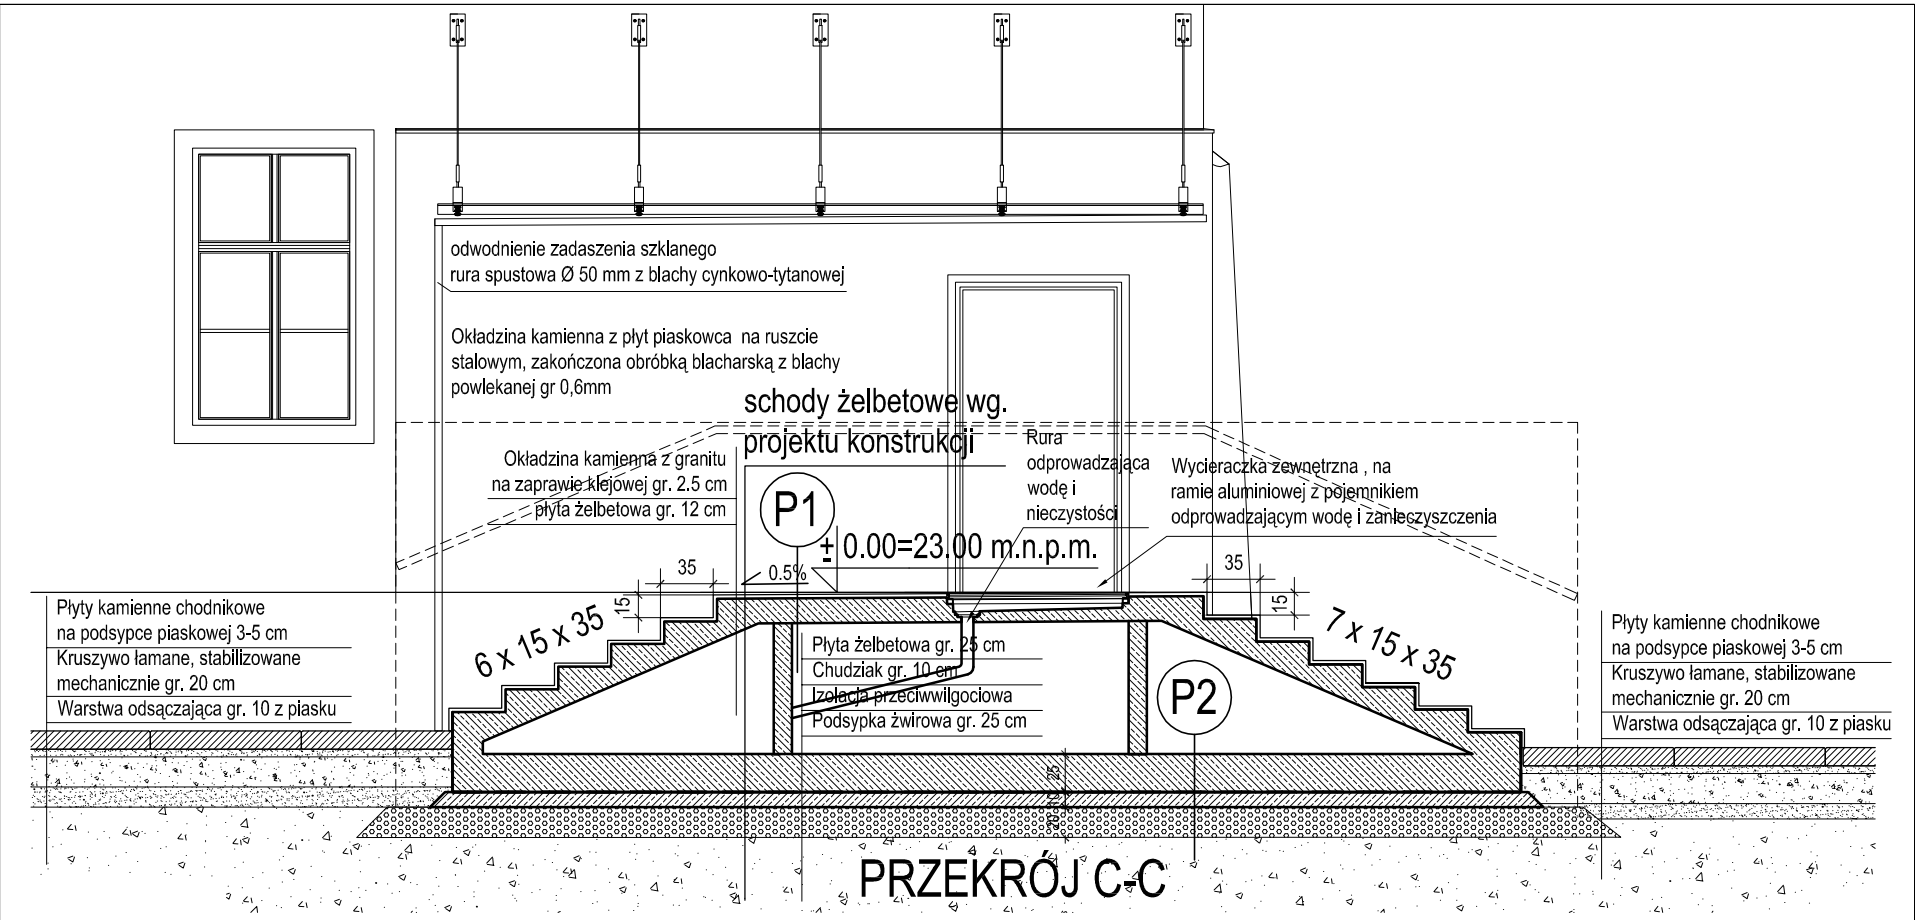 odwodnienie zadaszenia szklanego
rura spustowa Ø 50 mm z blachy cynkowo-tytanowej
Okładzina kamienna z płyt piaskowca na ruszcie
stalowym, zakończona obróbką blacharską z blachy
powlekanej gr 0,6mm
schody żelbetowe wg.
projektu konstrukcji
Okładzina kamienna z granitu
na zaprawie klejowej gr. 2.5 cm
płyta żelbetowa gr. 12 cm
P1
Rura
odprowadzająca
wodę i
nieczystości
Wycieraczka zewnętrzna , na
ramie aluminiowej z pojemnikiem
odprowadzającym wodę i zanieczyszczenia
± 0.00=23.00 m.n.p.m.
0.5%
35
15
35
15
6 x 15 x 35
7 x 15 x 35
Płyty kamienne chodnikowe
na podsypce piaskowej 3-5 cm
Kruszywo łamane, stabilizowane
mechanicznie gr. 20 cm
Warstwa odsączająca gr. 10 z piasku
Płyta żelbetowa gr. 25 cm
Chudziak gr. 10 cm
Izolacja przeciwwilgociowa
Podsypka żwirowa gr. 25 cm
P2
Płyty kamienne chodnikowe
na podsypce piaskowej 3-5 cm
Kruszywo łamane, stabilizowane
mechanicznie gr. 20 cm
Warstwa odsączająca gr. 10 z piasku
25
10
20
PRZEKRÓJ C-C